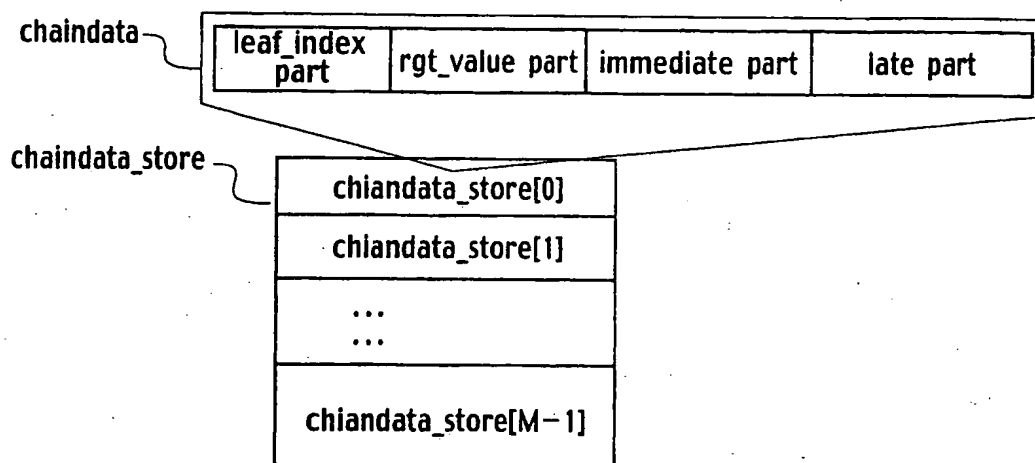 chaindata
leaf_index
part
rgt_value part
immediate part
late part
chaindata_store
chiandata_store[0]
chiandata_store[1]
...
...
chiandata_store[M-1]